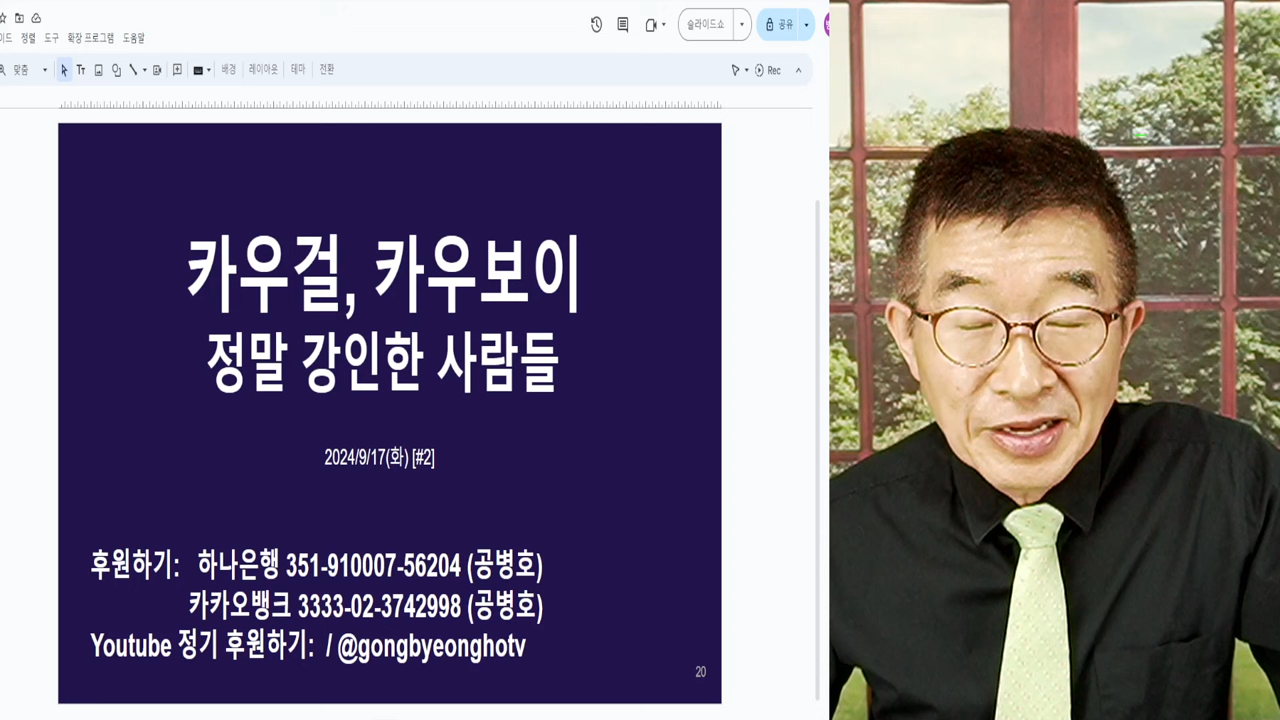 이드 정렬 도구 확장 프로그램 도움말
슬라이드쇼
공유
맞춤
Tт
배경 레이아웃 테마 전환
Rec
카우걸, 카우보이
정말 강인한 사람들
2024/9/17(화) [#2]
후원하기: 하나은행 351-910007-56204 (공병호)
카카오뱅크 3333-02-3742998 (공병호)
Youtube 정기 후원하기: / @gongbyeonghotv
20